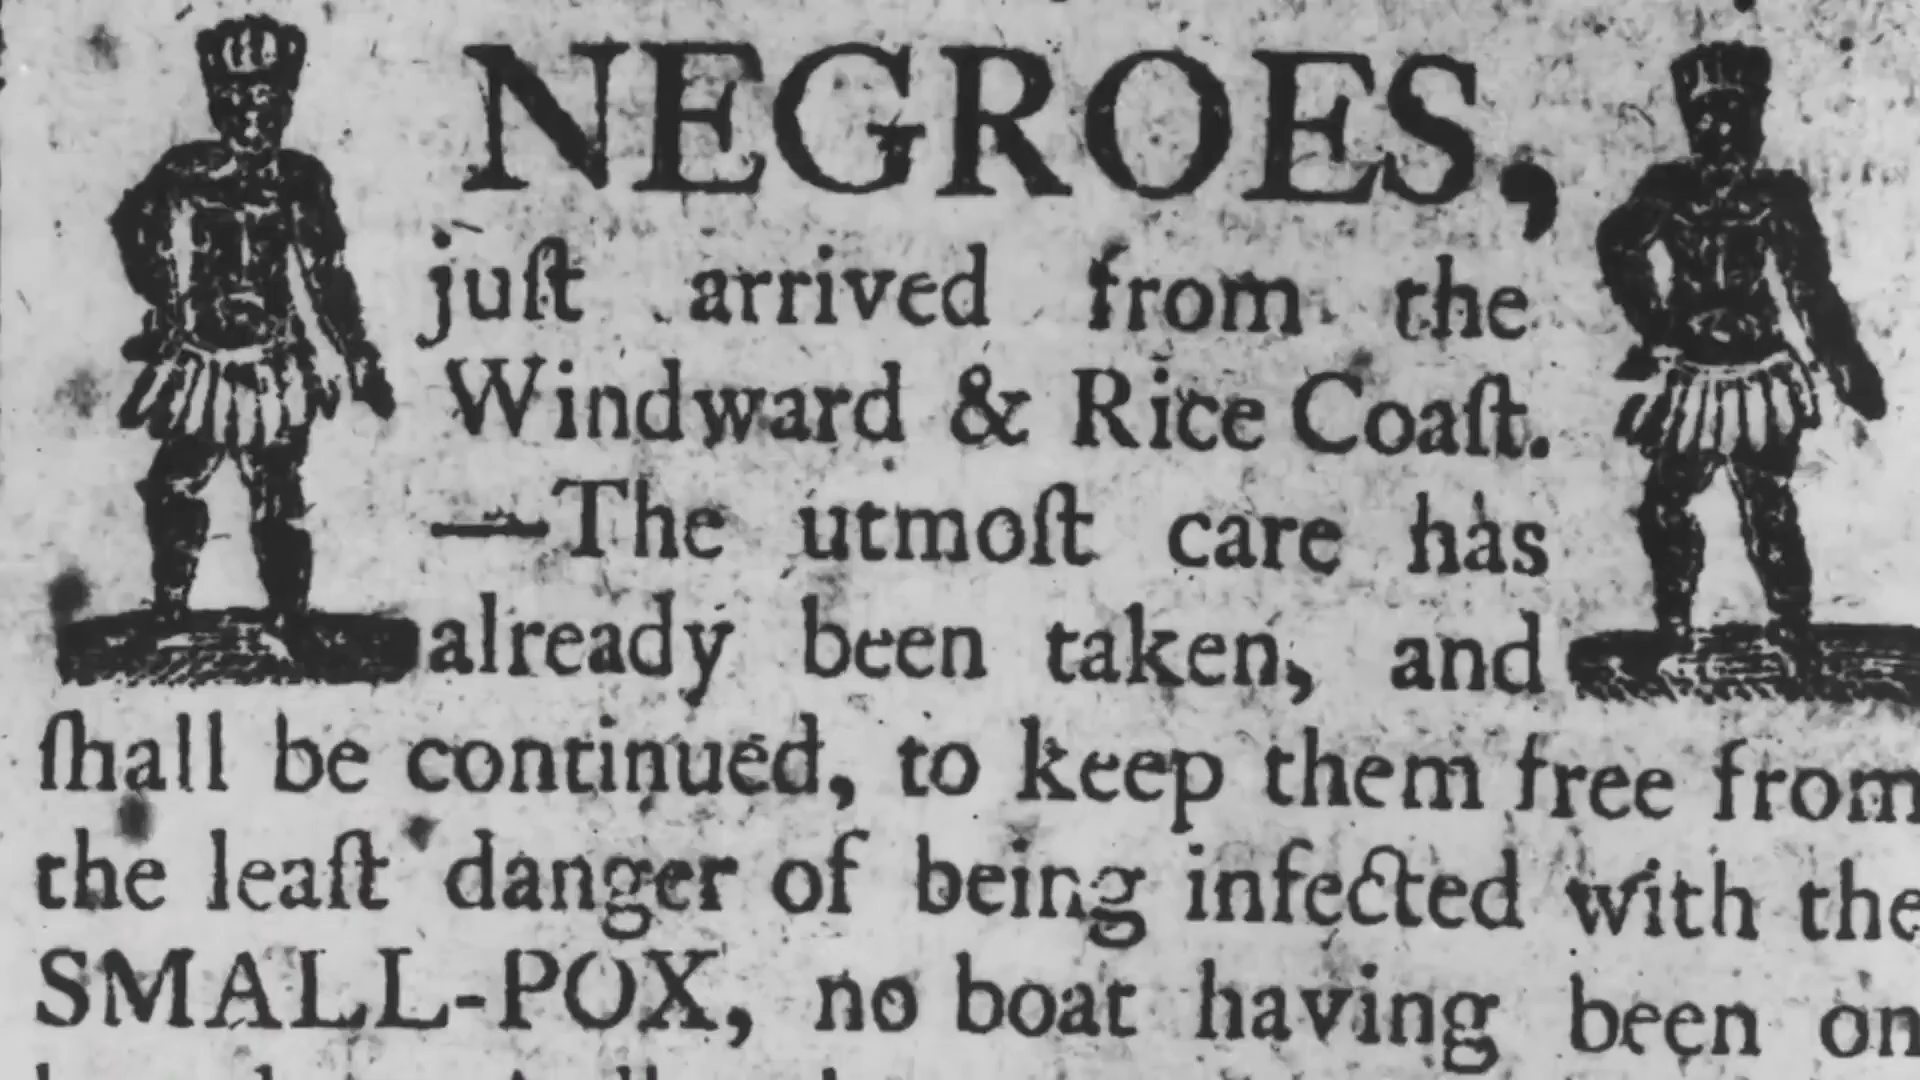 NEGROES,
juſt arrived from the
Windward & Rice Coaſt.
—The utmoſt care has
already been taken, and
ſhall be continued, to keep them free from
the leaſt danger of being infected with the
SMALL-POX, no boat having been on